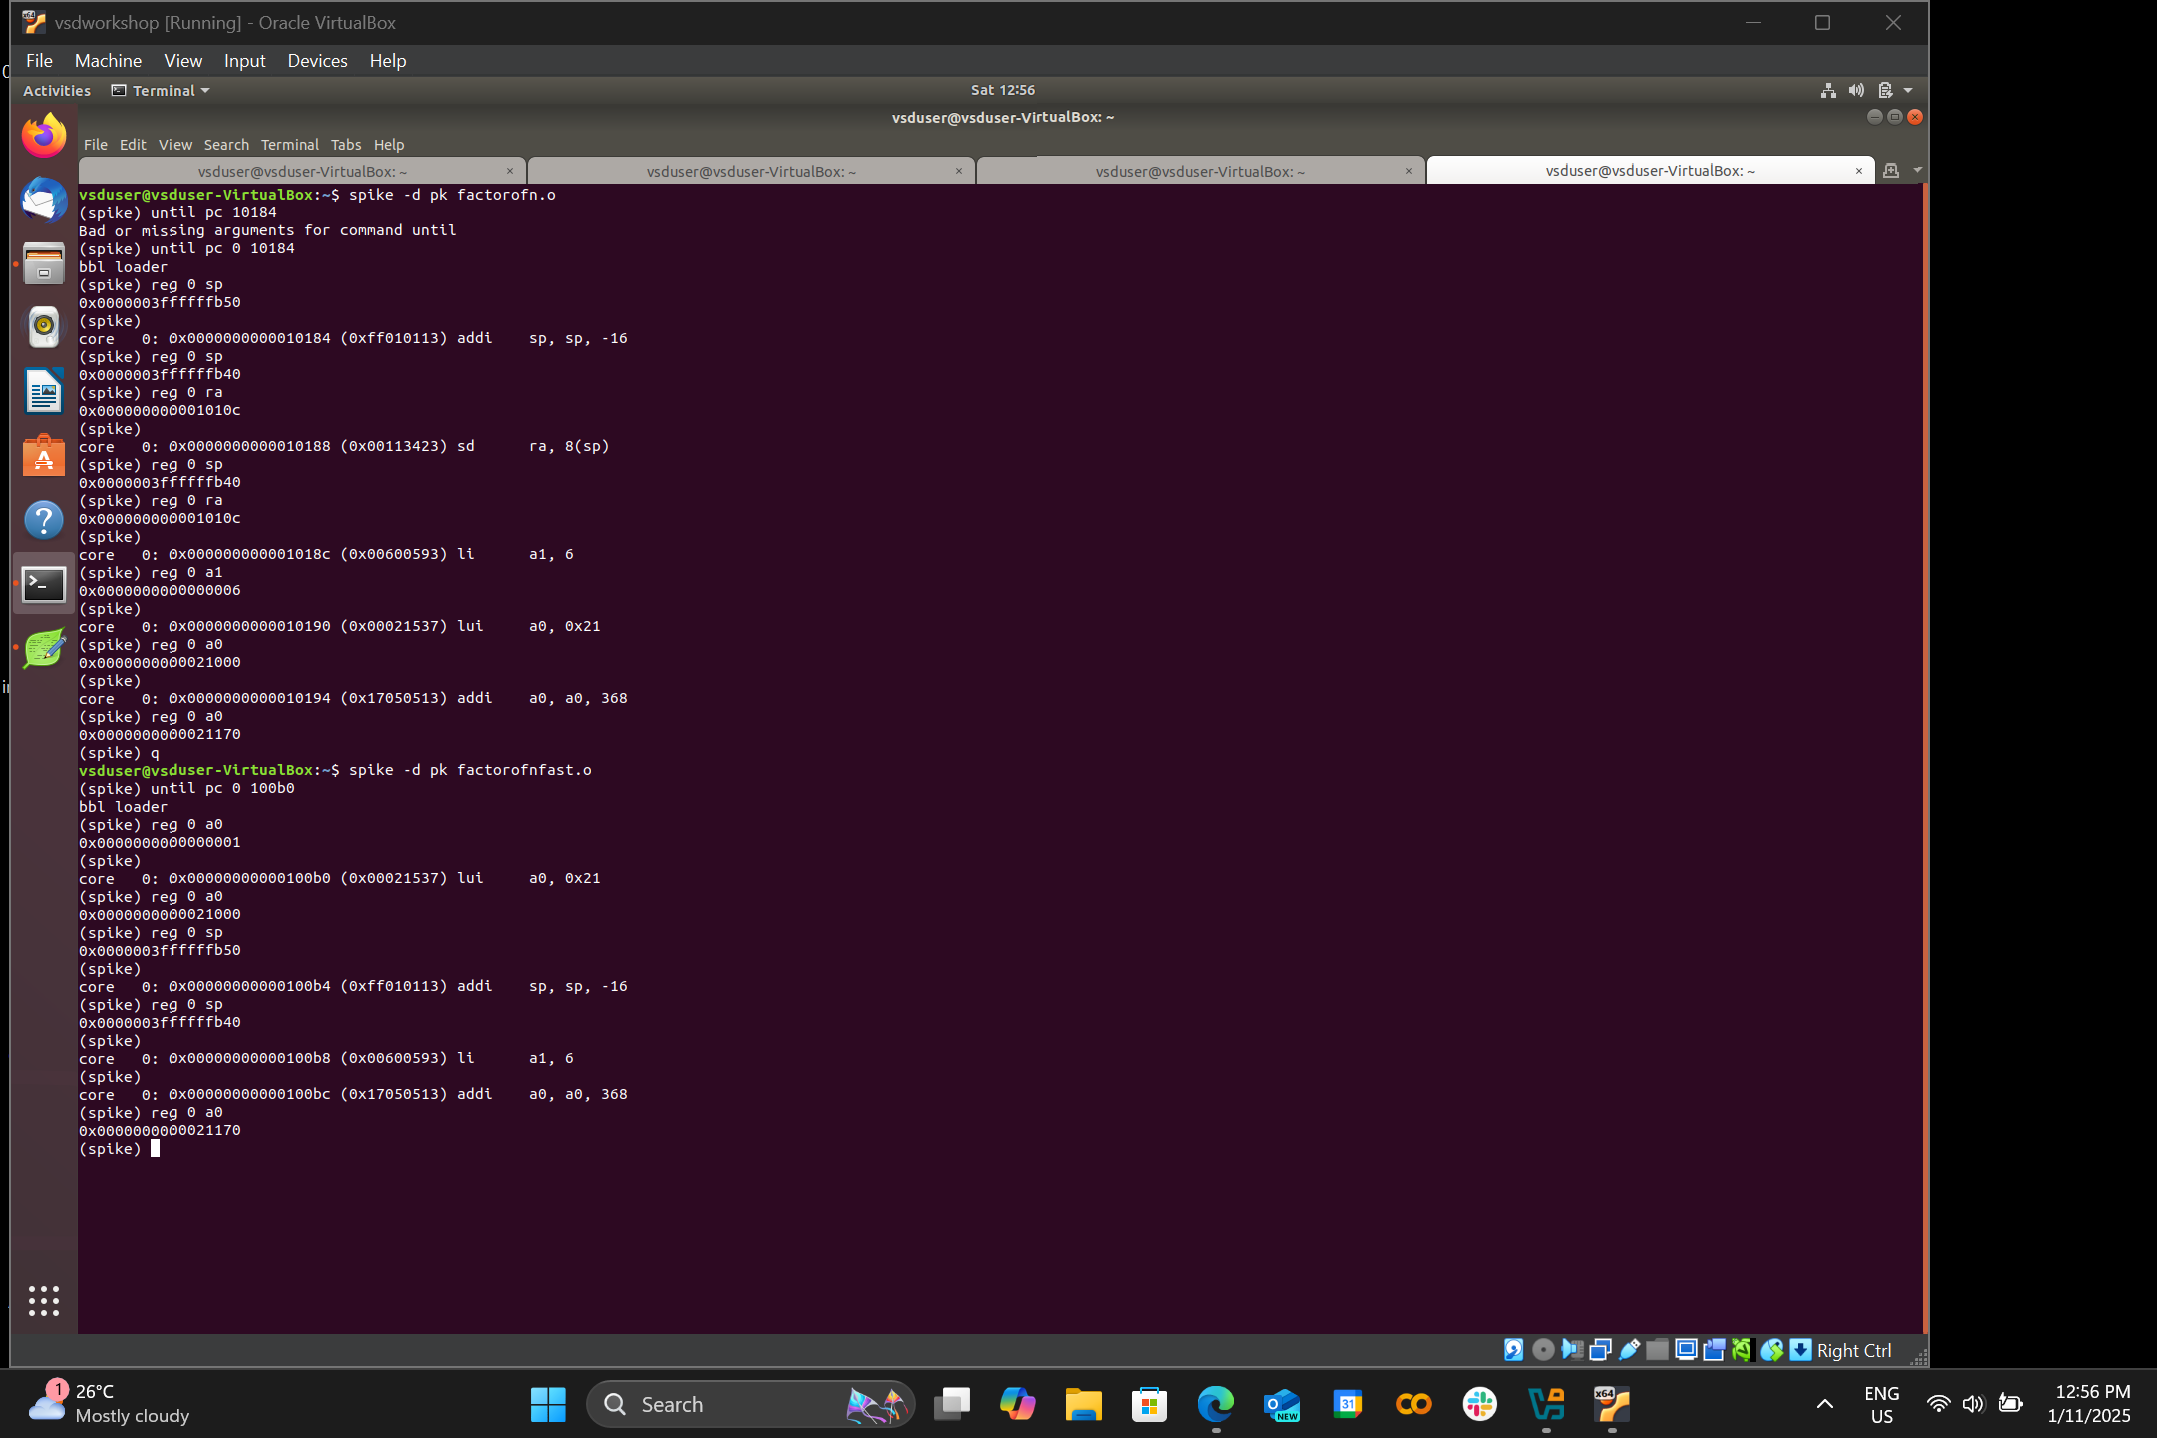 vsdworkshop [Running] - Oracle VirtualBox
File Machine View Input Devices Help
Activities Terminal Sat 12:56
vsduser@vsduser-VirtualBox: ~
File Edit View Search Terminal Tabs Help
vsduser@vsduser-VirtualBox: ~ × vsduser@vsduser-VirtualBox: ~ × vsduser@vsduser-VirtualBox: ~ × vsduser@vsduser-VirtualBox: ~ ×
vsduser@vsduser-VirtualBox:~$ spike -d pk factorofn.o
(spike) until pc 10184
Bad or missing arguments for command until
(spike) until pc 0 10184
bbl loader
(spike) reg 0 sp
0x0000003ffffffb50
(spike)
core   0: 0x0000000000010184 (0xff010113) addi    sp, sp, -16
(spike) reg 0 sp
0x0000003ffffffb40
(spike) reg 0 ra
0x000000000001010c
(spike)
core   0: 0x0000000000010188 (0x00113423) sd      ra, 8(sp)
(spike) reg 0 sp
0x0000003ffffffb40
(spike) reg 0 ra
0x000000000001010c
(spike)
core   0: 0x000000000001018c (0x00600593) li      a1, 6
(spike) reg 0 a1
0x0000000000000006
(spike)
core   0: 0x0000000000010190 (0x00021537) lui     a0, 0x21
(spike) reg 0 a0
0x0000000000021000
(spike)
core   0: 0x0000000000010194 (0x17050513) addi    a0, a0, 368
(spike) reg 0 a0
0x0000000000021170
(spike) q
vsduser@vsduser-VirtualBox:~$ spike -d pk factorofnfast.o
(spike) until pc 0 100b0
bbl loader
(spike) reg 0 a0
0x0000000000000001
(spike)
core   0: 0x00000000000100b0 (0x00021537) lui     a0, 0x21
(spike) reg 0 a0
0x0000000000021000
(spike) reg 0 sp
0x0000003ffffffb50
(spike)
core   0: 0x00000000000100b4 (0xff010113) addi    sp, sp, -16
(spike) reg 0 sp
0x0000003ffffffb40
(spike)
core   0: 0x00000000000100b8 (0x00600593) li      a1, 6
(spike)
core   0: 0x00000000000100bc (0x17050513) addi    a0, a0, 368
(spike) reg 0 a0
0x0000000000021170
(spike)
Right Ctrl
1
26°C
Mostly cloudy
Search
NEW
31
x64
ENG
US
12:56 PM
1/11/2025